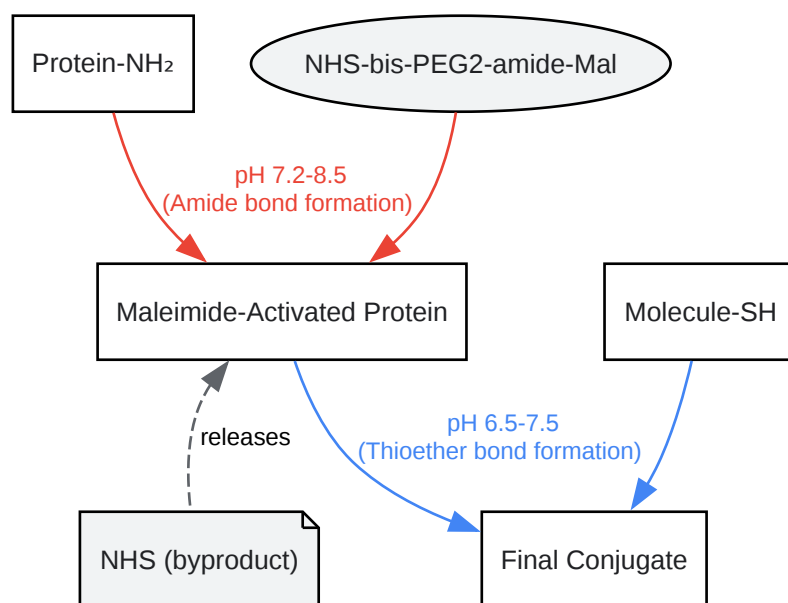 Protein-NH₂
NHS-bis-PEG2-amide-Mal
pH 7.2-8.5
(Amide bond formation)
Maleimide-Activated Protein
Molecule-SH
releases
pH 6.5-7.5
(Thioether bond formation)
NHS (byproduct)
Final Conjugate